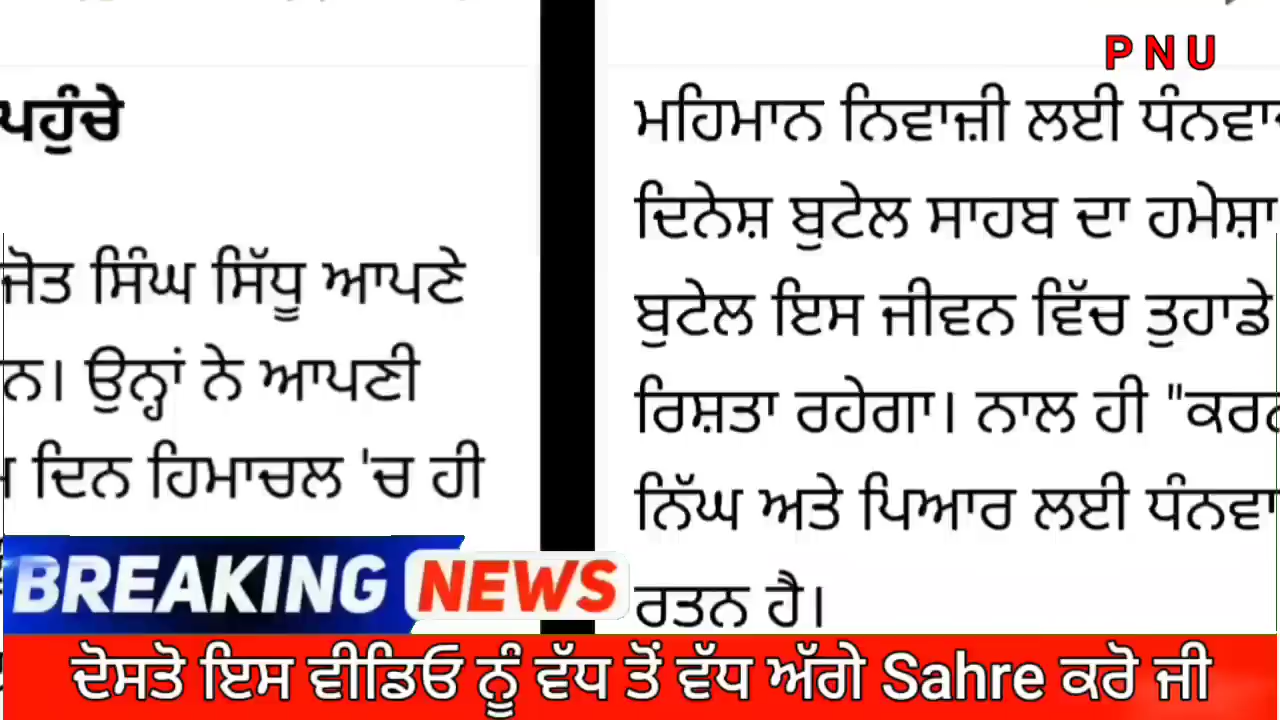 PNU
ਪਹੁੰਚੇ
ਜੋਤ ਸਿੰਘ ਸਿੱਧੂ ਆਪਣੇ
ਨ। ਉਨ੍ਹਾਂ ਨੇ ਆਪਣੀ
ਦਿਨ ਹਿਮਾਚਲ 'ਚ ਹੀ
ਮਹਿਮਾਨ ਨਿਵਾਜ਼ੀ ਲਈ ਧੰਨਵਾ
ਦਿਨੇਸ਼ ਬੁਟੇਲ ਸਾਹਬ ਦਾ ਹਮੇਸ਼ਾ
ਬੁਟੇਲ ਇਸ ਜੀਵਨ ਵਿੱਚ ਤੁਹਾਡੇ
ਰਿਸ਼ਤਾ ਰਹੇਗਾ। ਨਾਲ ਹੀ "ਕਰਣ
ਨਿੱਘ ਅਤੇ ਪਿਆਰ ਲਈ ਧੰਨਵਾ
ਰਤਨ ਹੈ।
BREAKING NEWS
ਦੋਸਤੋ ਇਸ ਵੀਡਿਓ ਨੂੰ ਵੱਧ ਤੋਂ ਵੱਧ ਅੱਗੇ Sahre ਕਰੋ ਜੀ